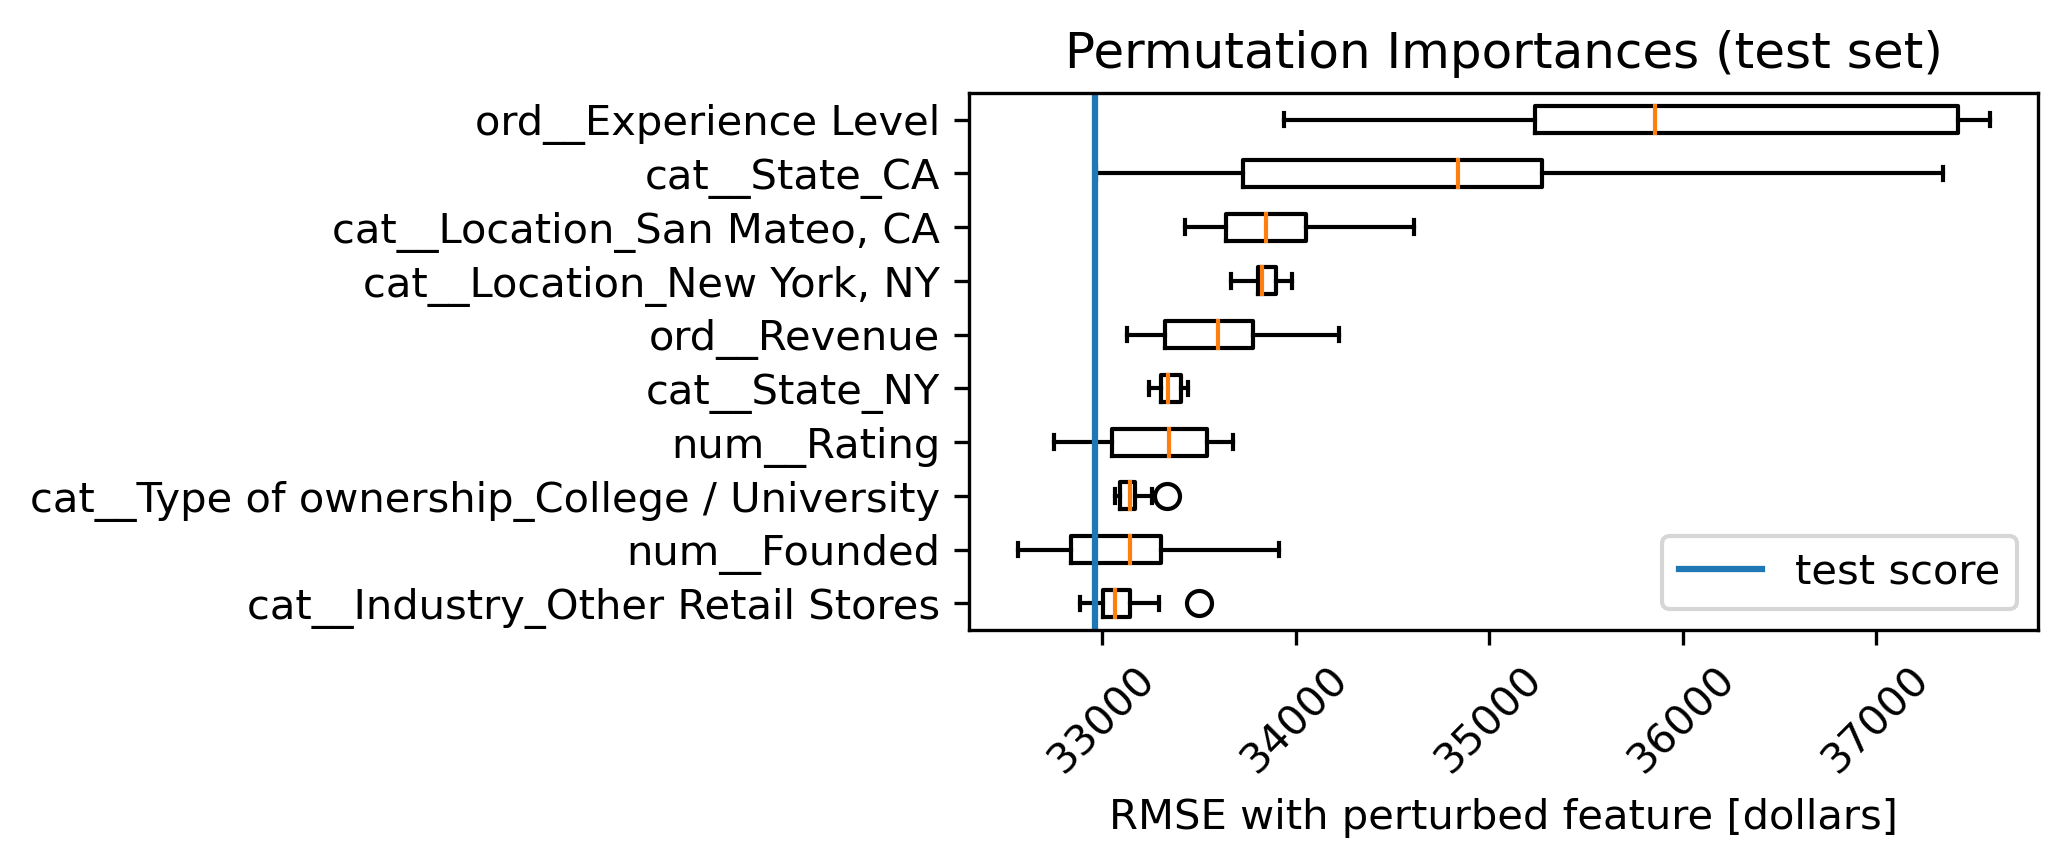 Permutation Importances (test set)
ord__Experience Level
cat__State_CA
cat__Location_San Mateo, CA
cat__Location_New York, NY
ord__Revenue
cat__State_NY
num__Rating
cat__Type of ownership_College / University
num__Founded
cat__Industry_Other Retail Stores
test score
33000
34000
35000
36000
37000
RMSE with perturbed feature [dollars]